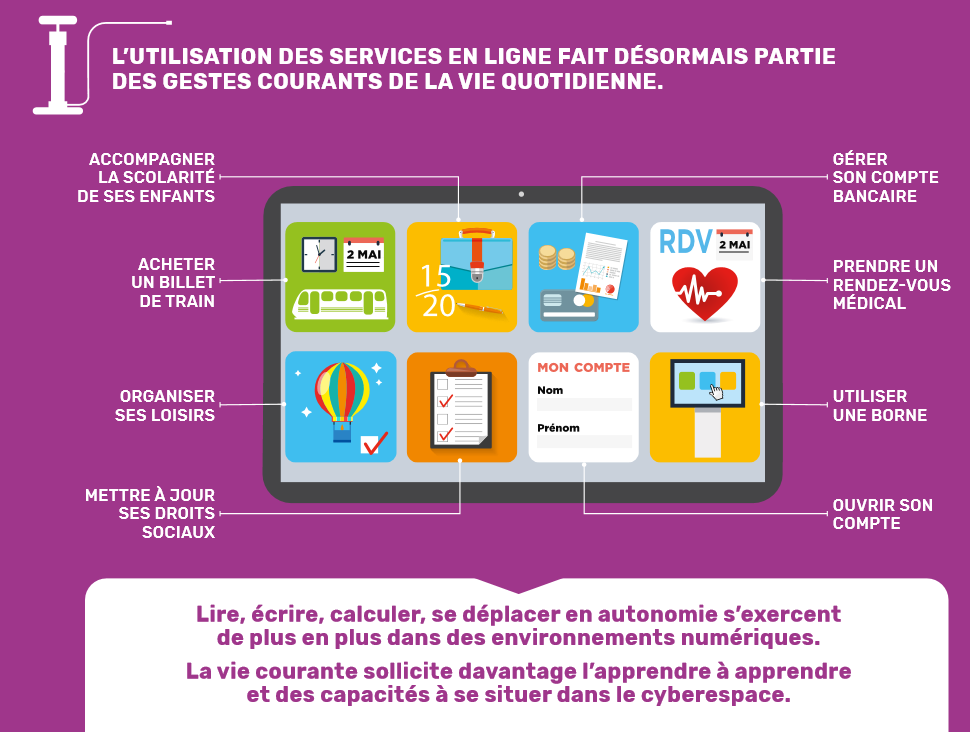 L'UTILISATION DES SERVICES EN LIGNE FAIT DÉSORMAIS PARTIE
DES GESTES COURANTS DE LA VIE QUOTIDIENNE.
ACCOMPAGNER
LA SCOLARITÉ
DE SES ENFANTS
ACHETER
UN BILLET
DE TRAIN
ORGANISER
SES LOISIRS
METTRE À JOUR
SES DROITS
SOCIAUX
2 MAI
15
20
RDV
2 MAI
MON COMPTE
Nom
Prénom
GÉRER
SON COMPTE
BANCAIRE
PRENDRE UN
RENDEZ-VOUS
MÉDICAL
UTILISER
UNE BORNE
OUVRIR SON
COMPTE
Lire, écrire, calculer, se déplacer en autonomie s'exercent
de plus en plus dans des environnements numériques.
La vie courante sollicite davantage l'apprendre à apprendre
et des capacités à se situer dans le cyberespace.